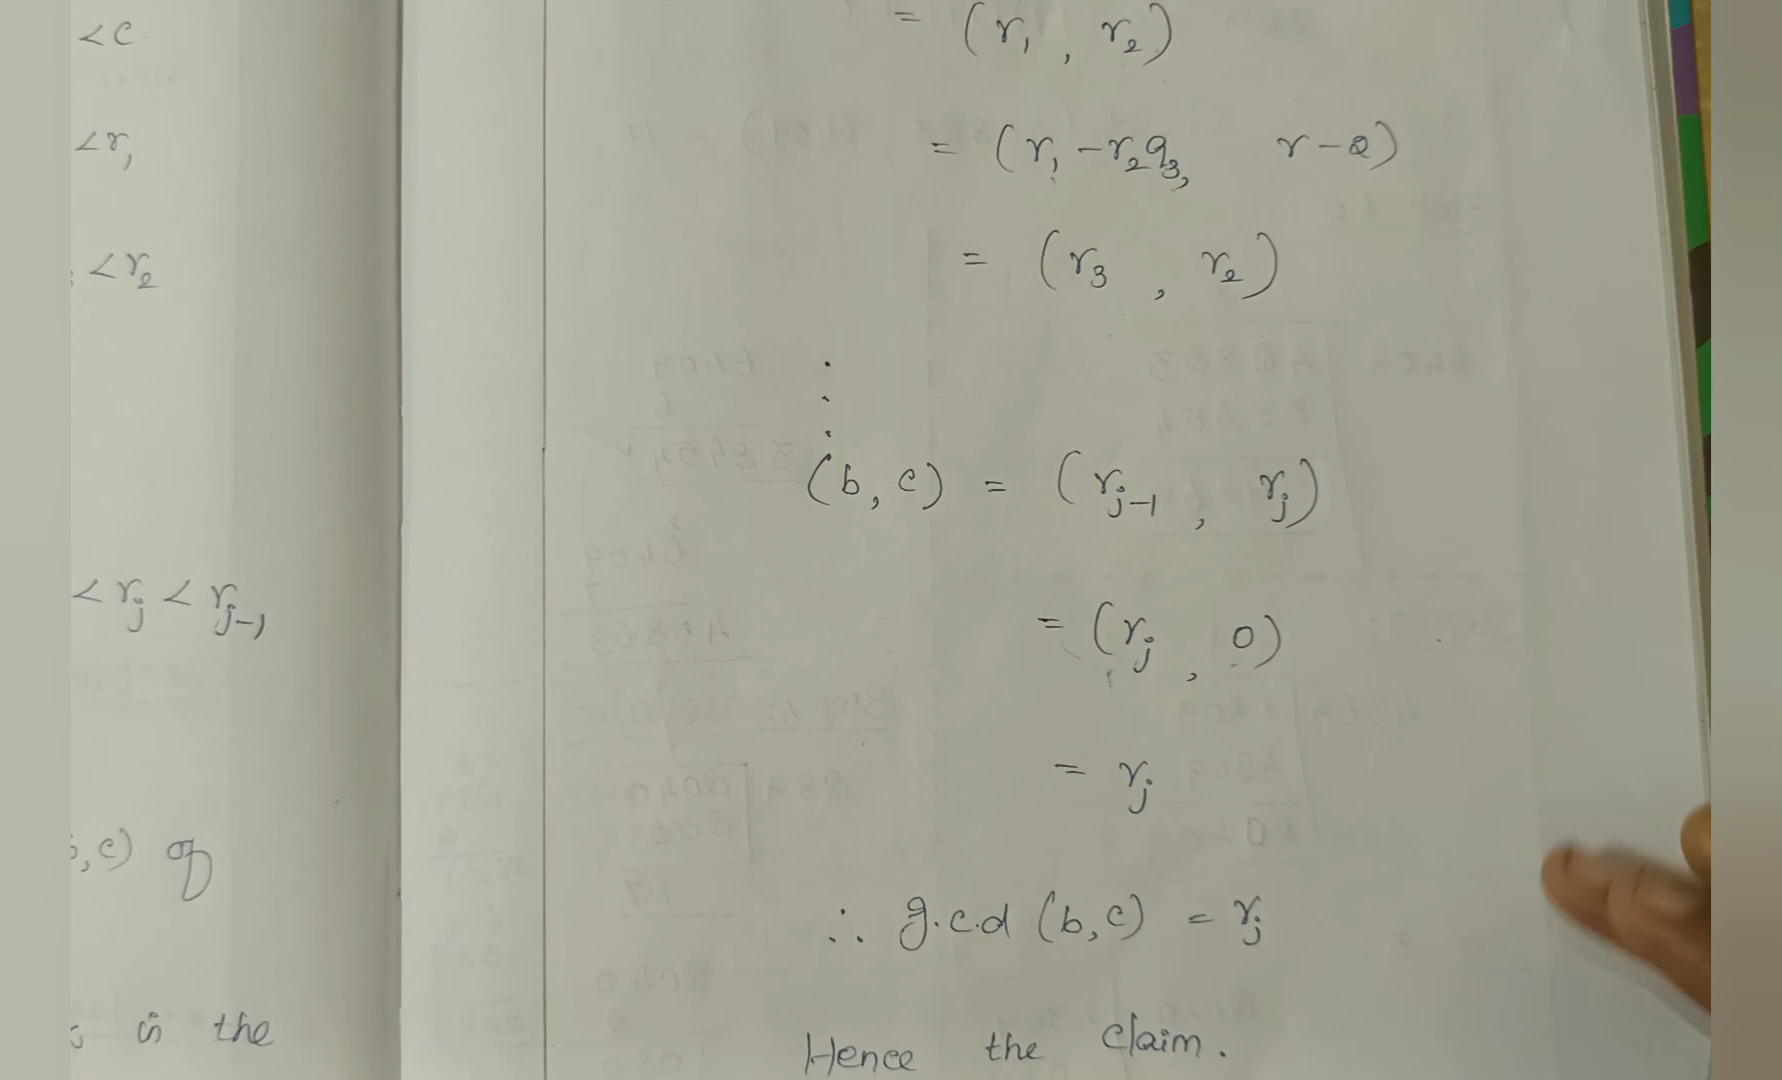 <c
<r₁
<r₂
< rⱼ < rⱼ₋₁
,c) of
is the
= (r₁, r₂)
= (r₁ - r₂q₃, r-2)
= (r₃, r₂)
⋮
(b, c) = (rⱼ₋₁, rⱼ)
= (rⱼ, 0)
= rⱼ
∴ g.c.d (b,c) = rⱼ
Hence the claim.